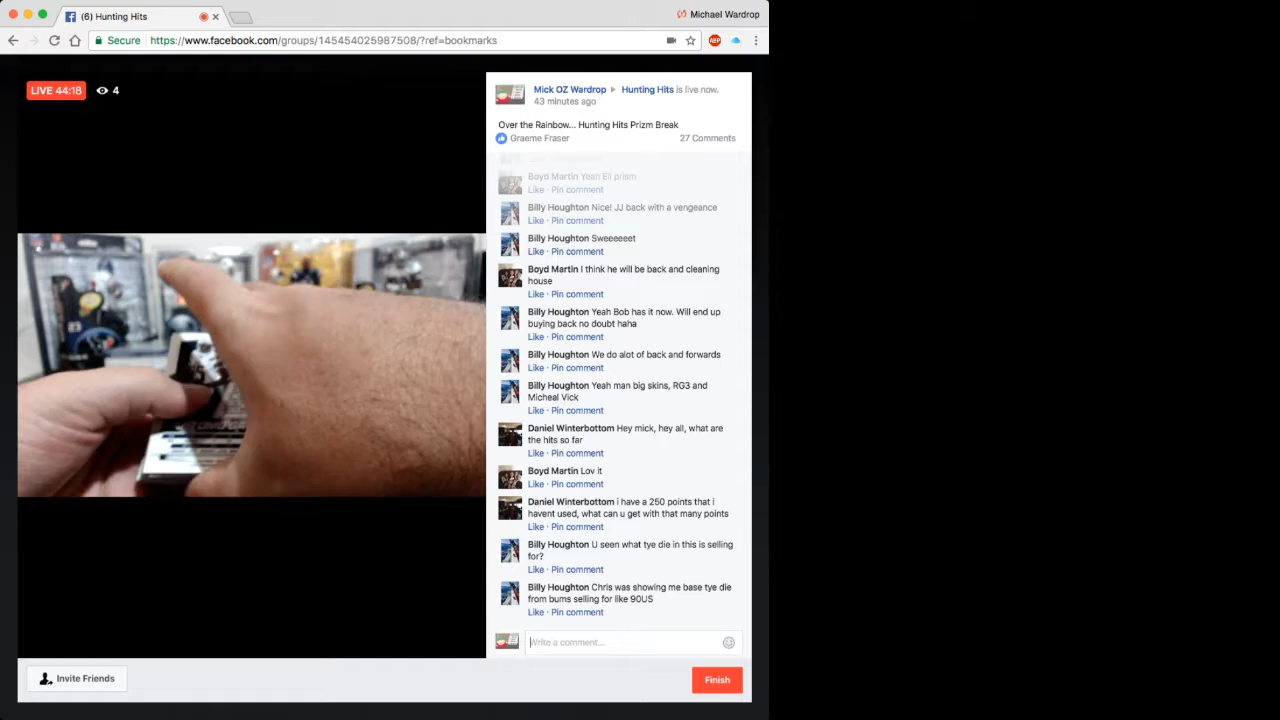 (6) Hunting Hits
Michael Wardrop
Secure https://www.facebook.com/groups/145454025987508/?ref=bookmarks
ABP
LIVE 44:18
4
Mick OZ Wardrop ▸ Hunting Hits is live now.
43 minutes ago
Over the Rainbow... Hunting Hits Prizm Break
Graeme Fraser
27 Comments
Boyd Martin Yeah Eli prism
Like · Pin comment
Billy Houghton Nice! JJ back with a vengeance
Like · Pin comment
Billy Houghton Sweeeeeet
Like · Pin comment
Boyd Martin I think he will be back and cleaning
house
Like · Pin comment
Billy Houghton Yeah Bob has it now. Will end up
buying back no doubt haha
Like · Pin comment
Billy Houghton We do alot of back and forwards
Like · Pin comment
Billy Houghton Yeah man big skins, RG3 and
Micheal Vick
Like · Pin comment
Daniel Winterbottom Hey mick, hey all, what are
the hits so far
Like · Pin comment
Boyd Martin Lov it
Like · Pin comment
Daniel Winterbottom i have a 250 points that i
havent used, what can u get with that many points
Like · Pin comment
Billy Houghton U seen what tye die in this is selling
for?
Like · Pin comment
Billy Houghton Chris was showing me base tye die
from bums selling for like 90US
Like · Pin comment
Write a comment...
Invite Friends
Finish